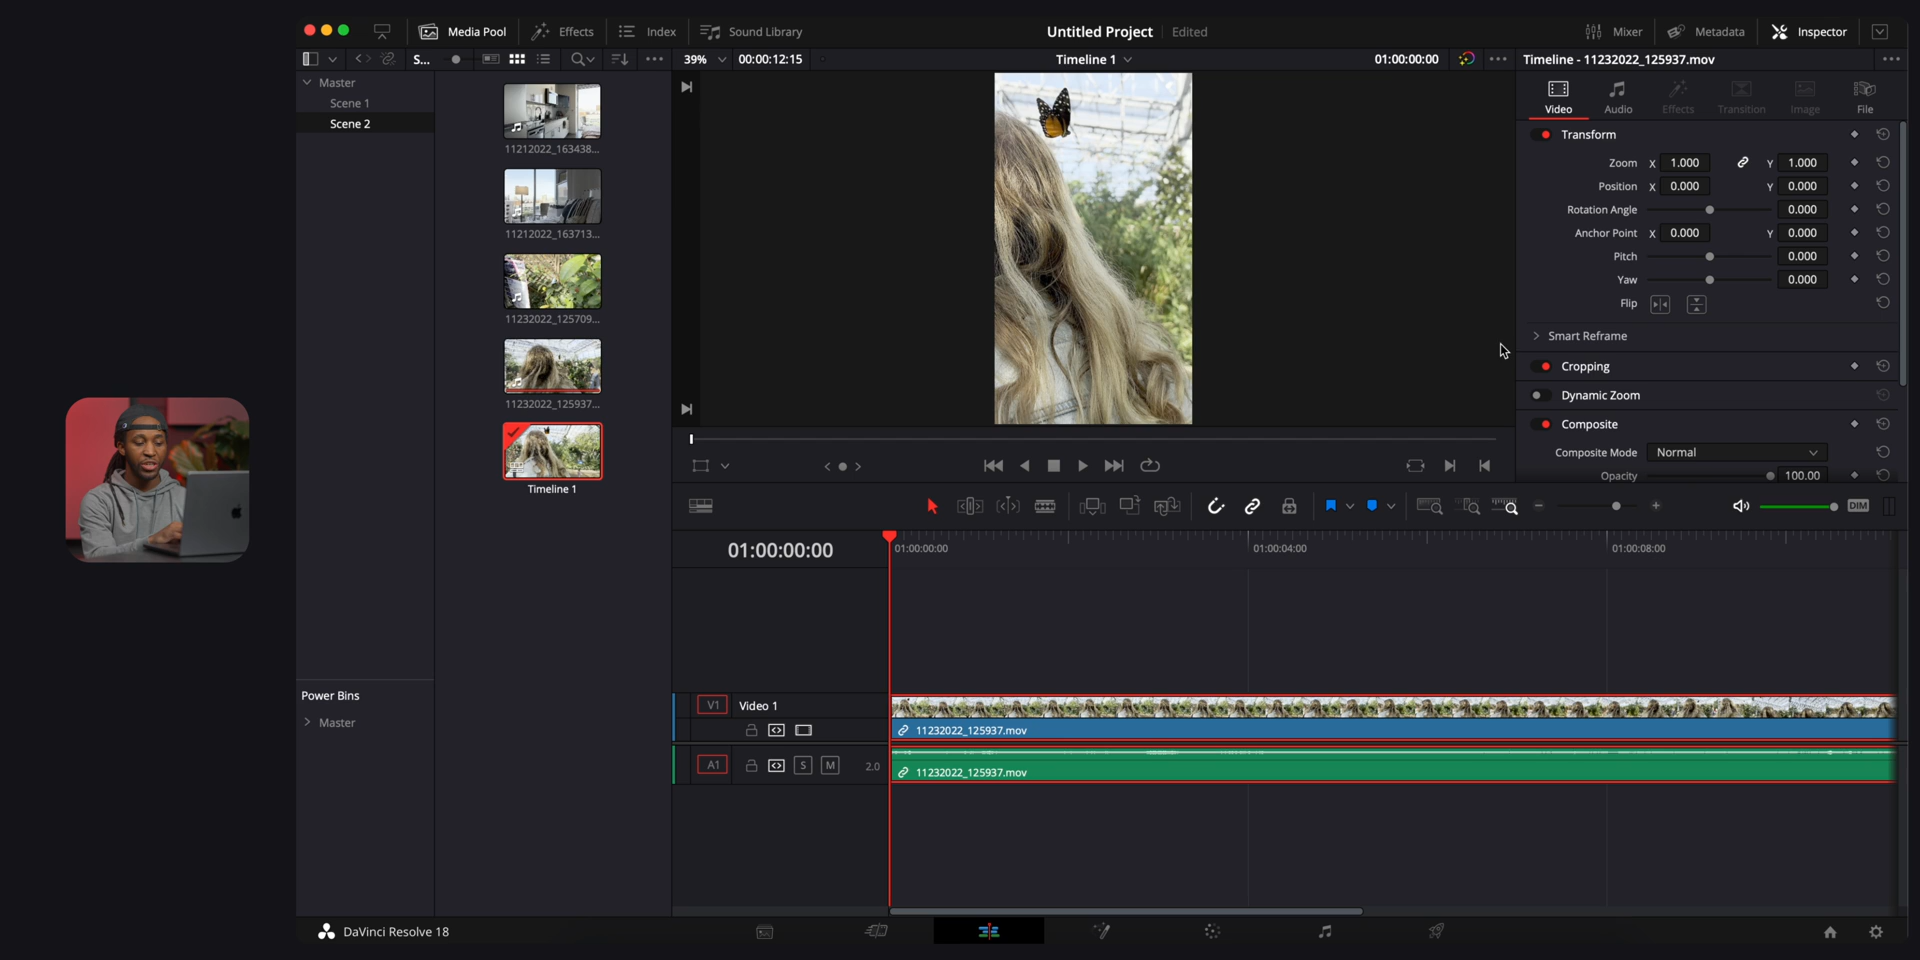 Media Pool
Effects
Index
Sound Library
Untitled Project
Edited
Mixer
Metadata
Inspector
S...
39%
00:00:12:15
Timeline 1
01:00:00:00
Timeline - 11232022_125937.mov
Master
Scene 1
Scene 2
11212022_163438...
11212022_163713...
11232022_125709...
11232022_125937...
Timeline 1
Video
Audio
Effects
Transition
Image
File
Transform
Zoom X 1.000 Y 1.000
Position X 0.000 Y 0.000
Rotation Angle 0.000
Anchor Point X 0.000 Y 0.000
Pitch 0.000
Yaw 0.000
Flip
Smart Reframe
Cropping
Dynamic Zoom
Composite
Composite Mode Normal
Opacity 100.00
DIM
01:00:00:00
01:00:00:00
01:00:04:00
01:00:08:00
Power Bins
Master
V1 Video 1
11232022_125937.mov
A1 S M 2.0
11232022_125937.mov
DaVinci Resolve 18